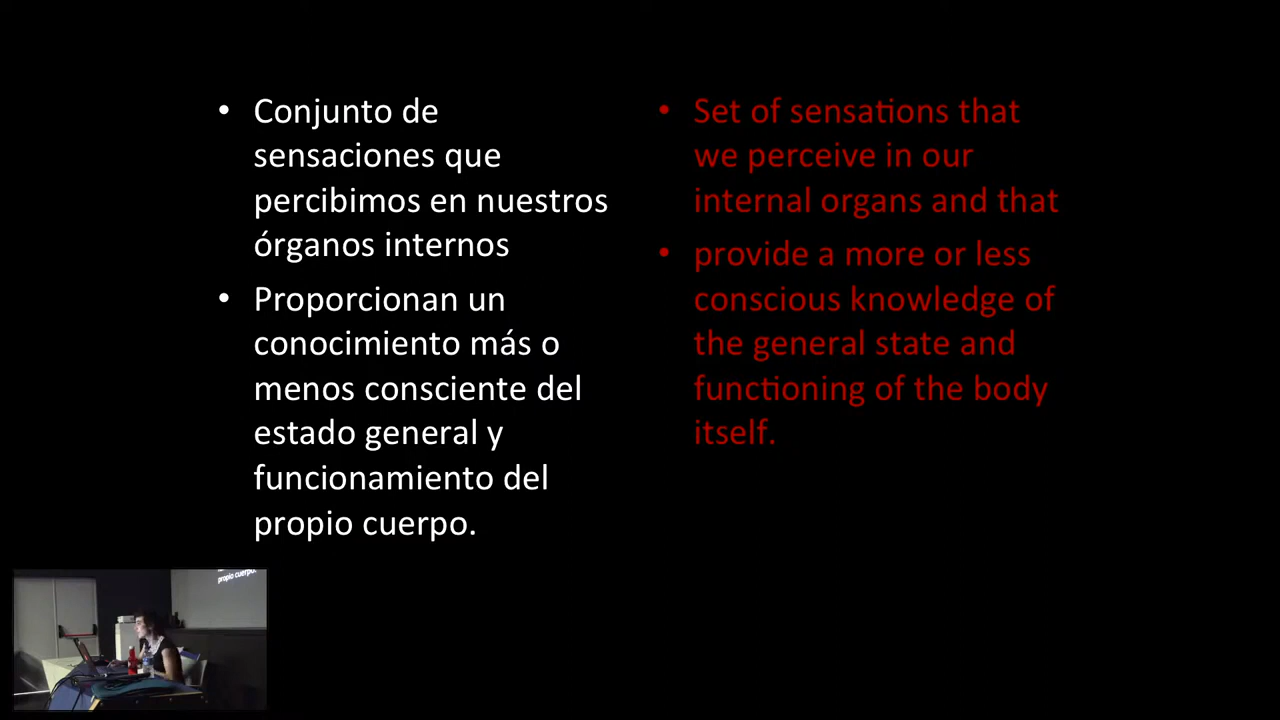 • Conjunto de
sensaciones que
percibimos en nuestros
órganos internos
• Proporcionan un
conocimiento más o
menos consciente del
estado general y
funcionamiento del
propio cuerpo.
• Set of sensations that
we perceive in our
internal organs and that
• provide a more or less
conscious knowledge of
the general state and
functioning of the body
itself.
propio cuerpo.